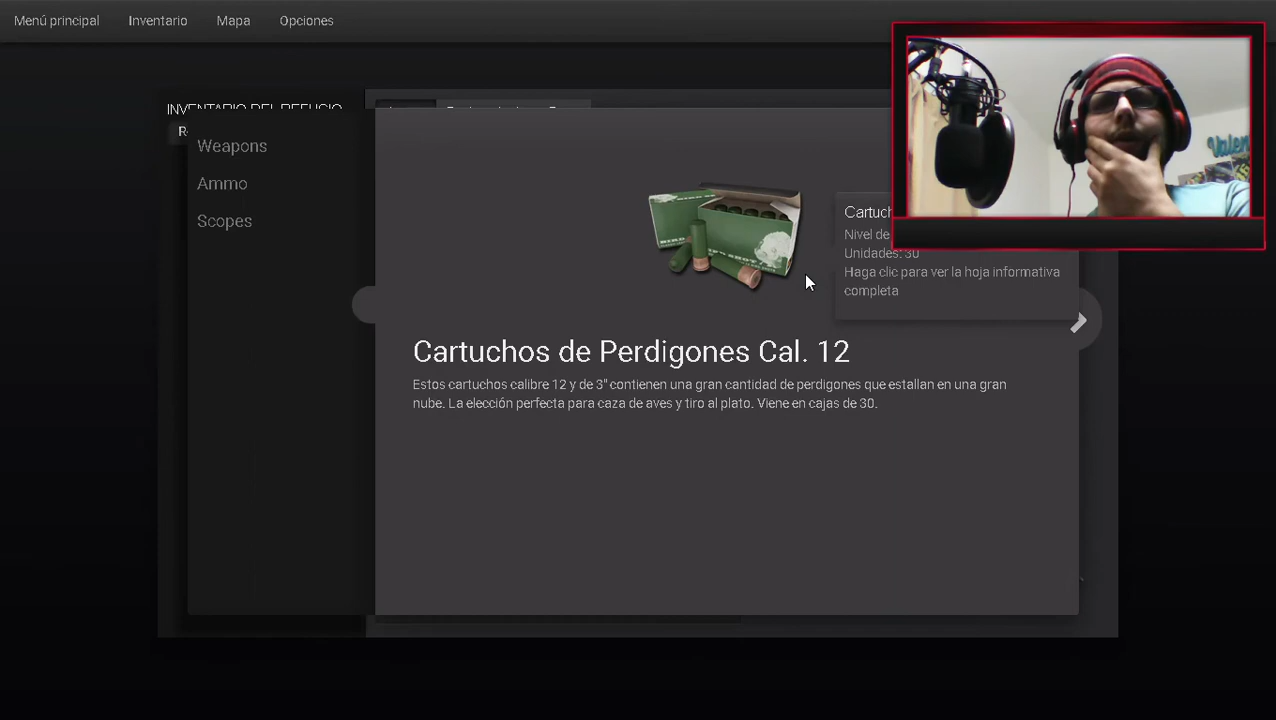 Menú principal
Inventario
Mapa
Opciones
INVENTARIO DEL REFUGIO
Weapons
Ammo
Scopes
Nivel de
Unidades: 30
Haga clic para ver la hoja informativa
completa
Cartuchos de Perdigones Cal. 12
Estos cartuchos calibre 12 y de 3" contienen una gran cantidad de perdigones que estallan en una gran
nube. La elección perfecta para caza de aves y tiro al plato. Viene en cajas de 30.